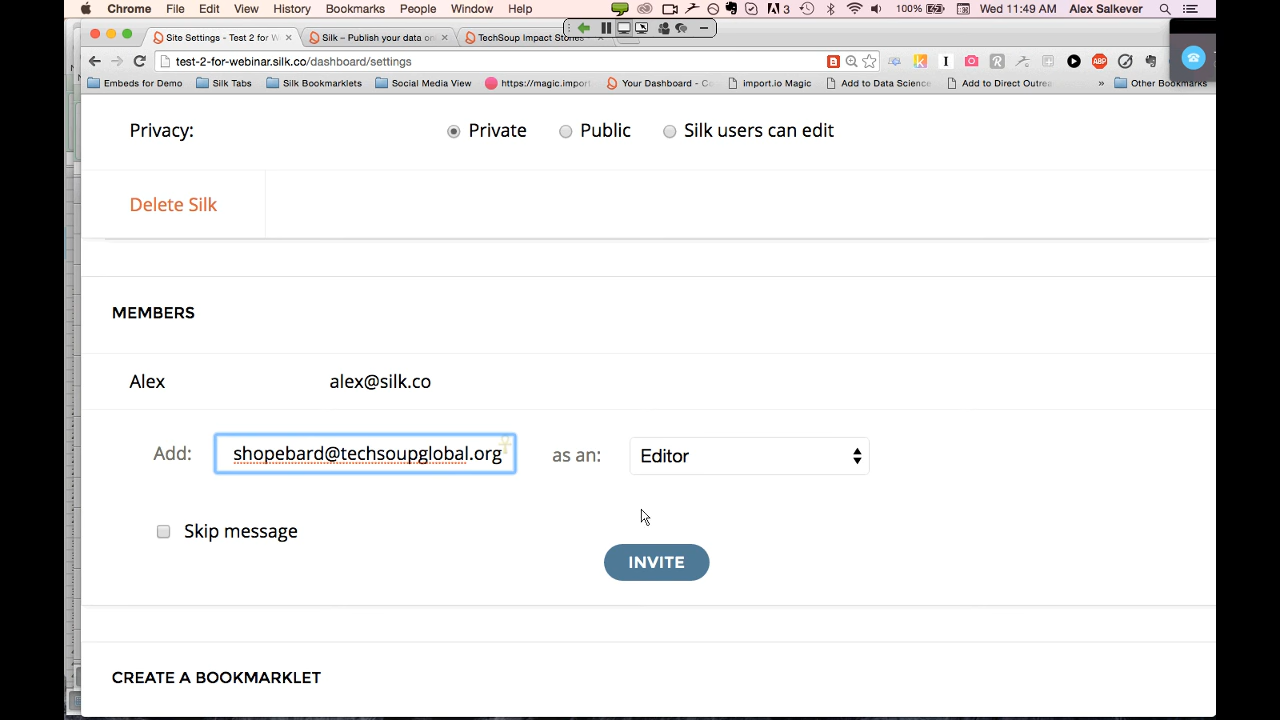 Chrome File Edit View History Bookmarks People Window Help 3 100% Wed 11:49 AM Alex Salkever
Site Settings - Test 2 for W Silk – Publish your data on TechSoup Impact Stories
test-2-for-webinar.silk.co/dashboard/settings
Embeds for Demo Silk Tabs Silk Bookmarklets Social Media View https://magic.import Your Dashboard - Co import.io Magic Add to Data Science Add to Direct Outrea » Other Bookmarks
Privacy: Private Public Silk users can edit
Delete Silk
MEMBERS
Alex alex@silk.co
Add: shopebard@techsoupglobal.org as an: Editor
Skip message
INVITE
CREATE A BOOKMARKLET